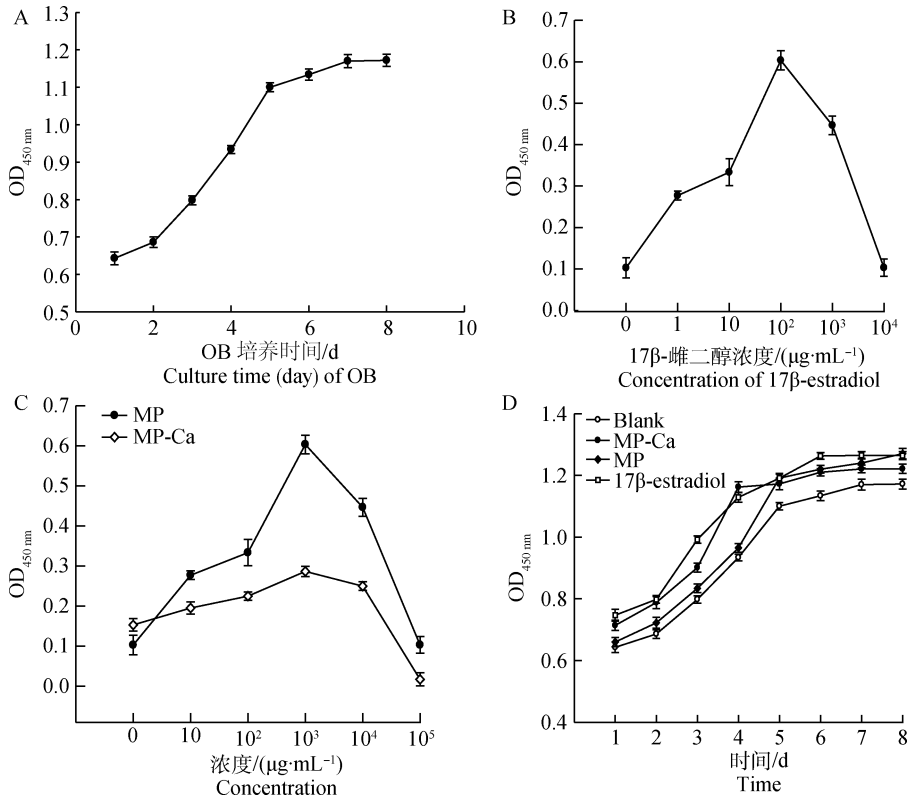 A
1.3
1.2
1.1
1.0
0.9
0.8
0.7
0.6
0.5
OD450 nm
0 2 4 6 8 10
OB 培养时间/d
Culture time (day) of OB
B
0.7
0.6
0.5
0.4
0.3
0.2
0.1
0.0
OD450 nm
0 1 10 10² 10³ 10⁴
17β-雌二醇浓度/(μg·mL⁻¹)
Concentration of 17β-estradiol
C
MP
MP-Ca
0.7
0.6
0.5
0.4
0.3
0.2
0.1
0.0
OD450 nm
0 10 10² 10³ 10⁴ 10⁵
浓度/(μg·mL⁻¹)
Concentration
D
Blank
MP-Ca
MP
17β-estradiol
1.4
1.2
1.0
0.8
0.6
0.4
OD450 nm
1 2 3 4 5 6 7 8
时间/d
Time